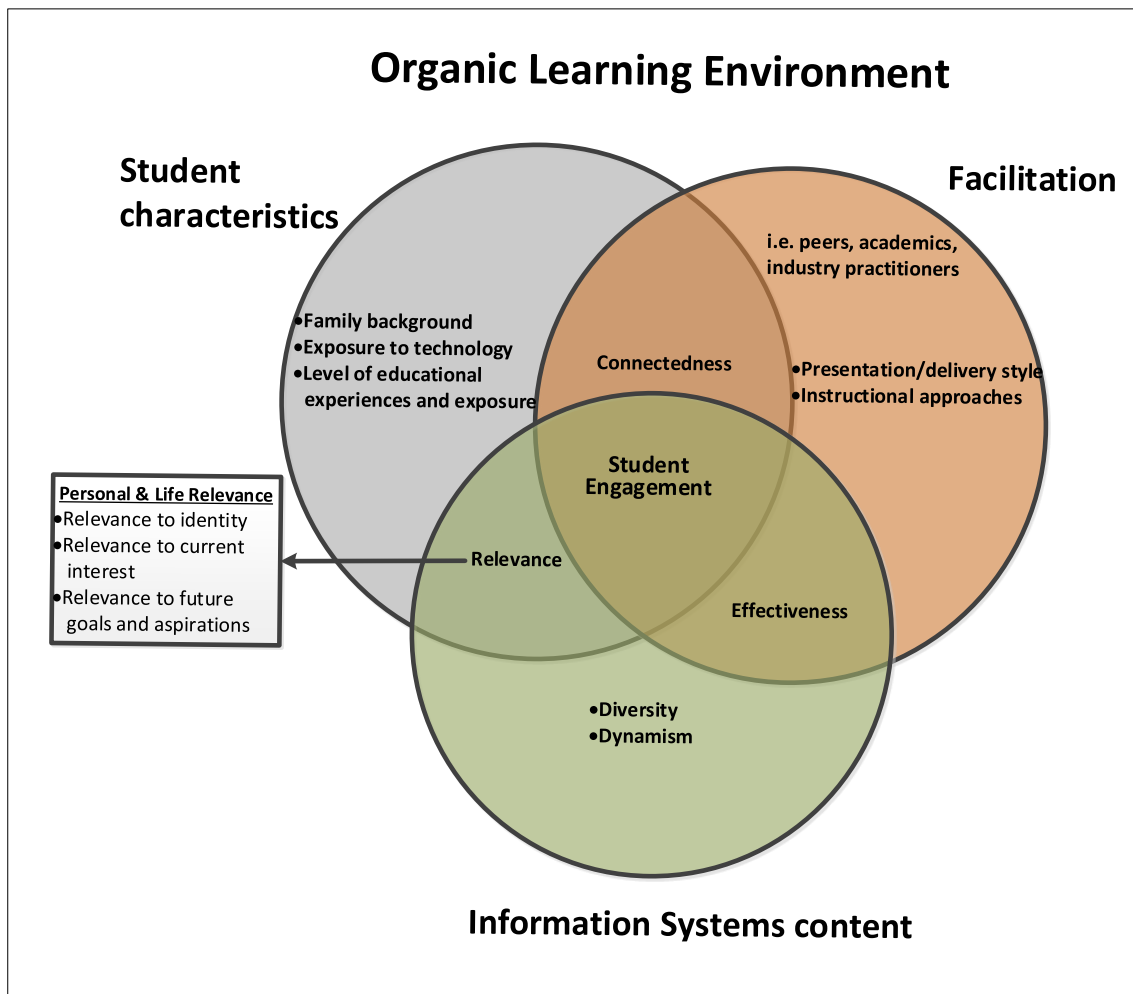 Organic Learning Environment
Student
characteristics
Facilitation
i.e. peers, academics,
industry practitioners
•Family background
•Exposure to technology
•Level of educational
experiences and exposure
Connectedness
•Presentation/delivery style
•Instructional approaches
Student
Engagement
Personal & Life Relevance
•Relevance to identity
•Relevance to current
interest
•Relevance to future
goals and aspirations
Relevance
Effectiveness
•Diversity
•Dynamism
Information Systems content